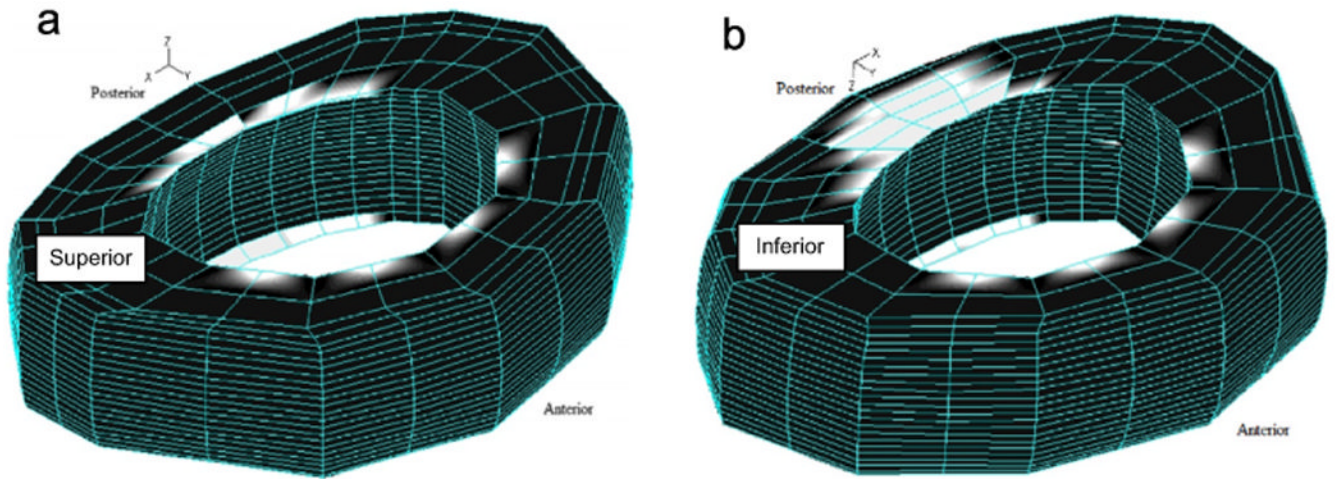 a
Z
X Y
Posterior
Superior
Anterior
b
X
Y
Z
Posterior
Inferior
Anterior